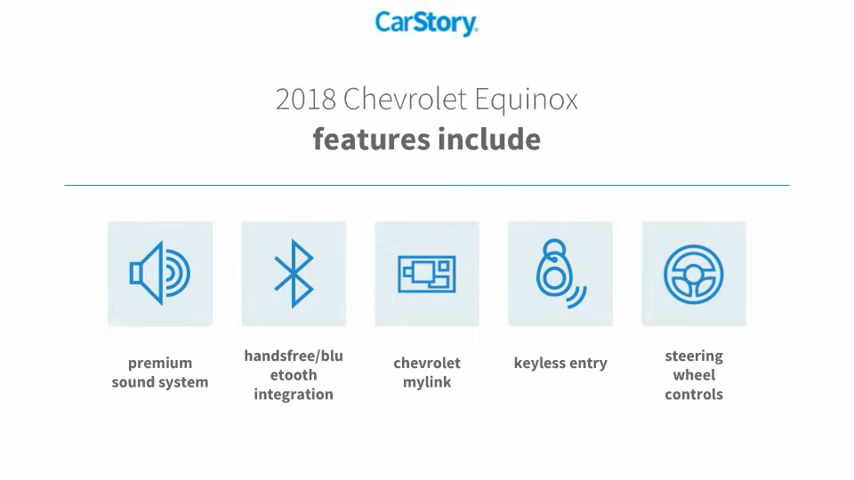 CarStory
2018 Chevrolet Equinox
features include
premium
sound system
handsfree/blu
etooth
integration
chevrolet
mylink
keyless entry
steering
wheel
controls